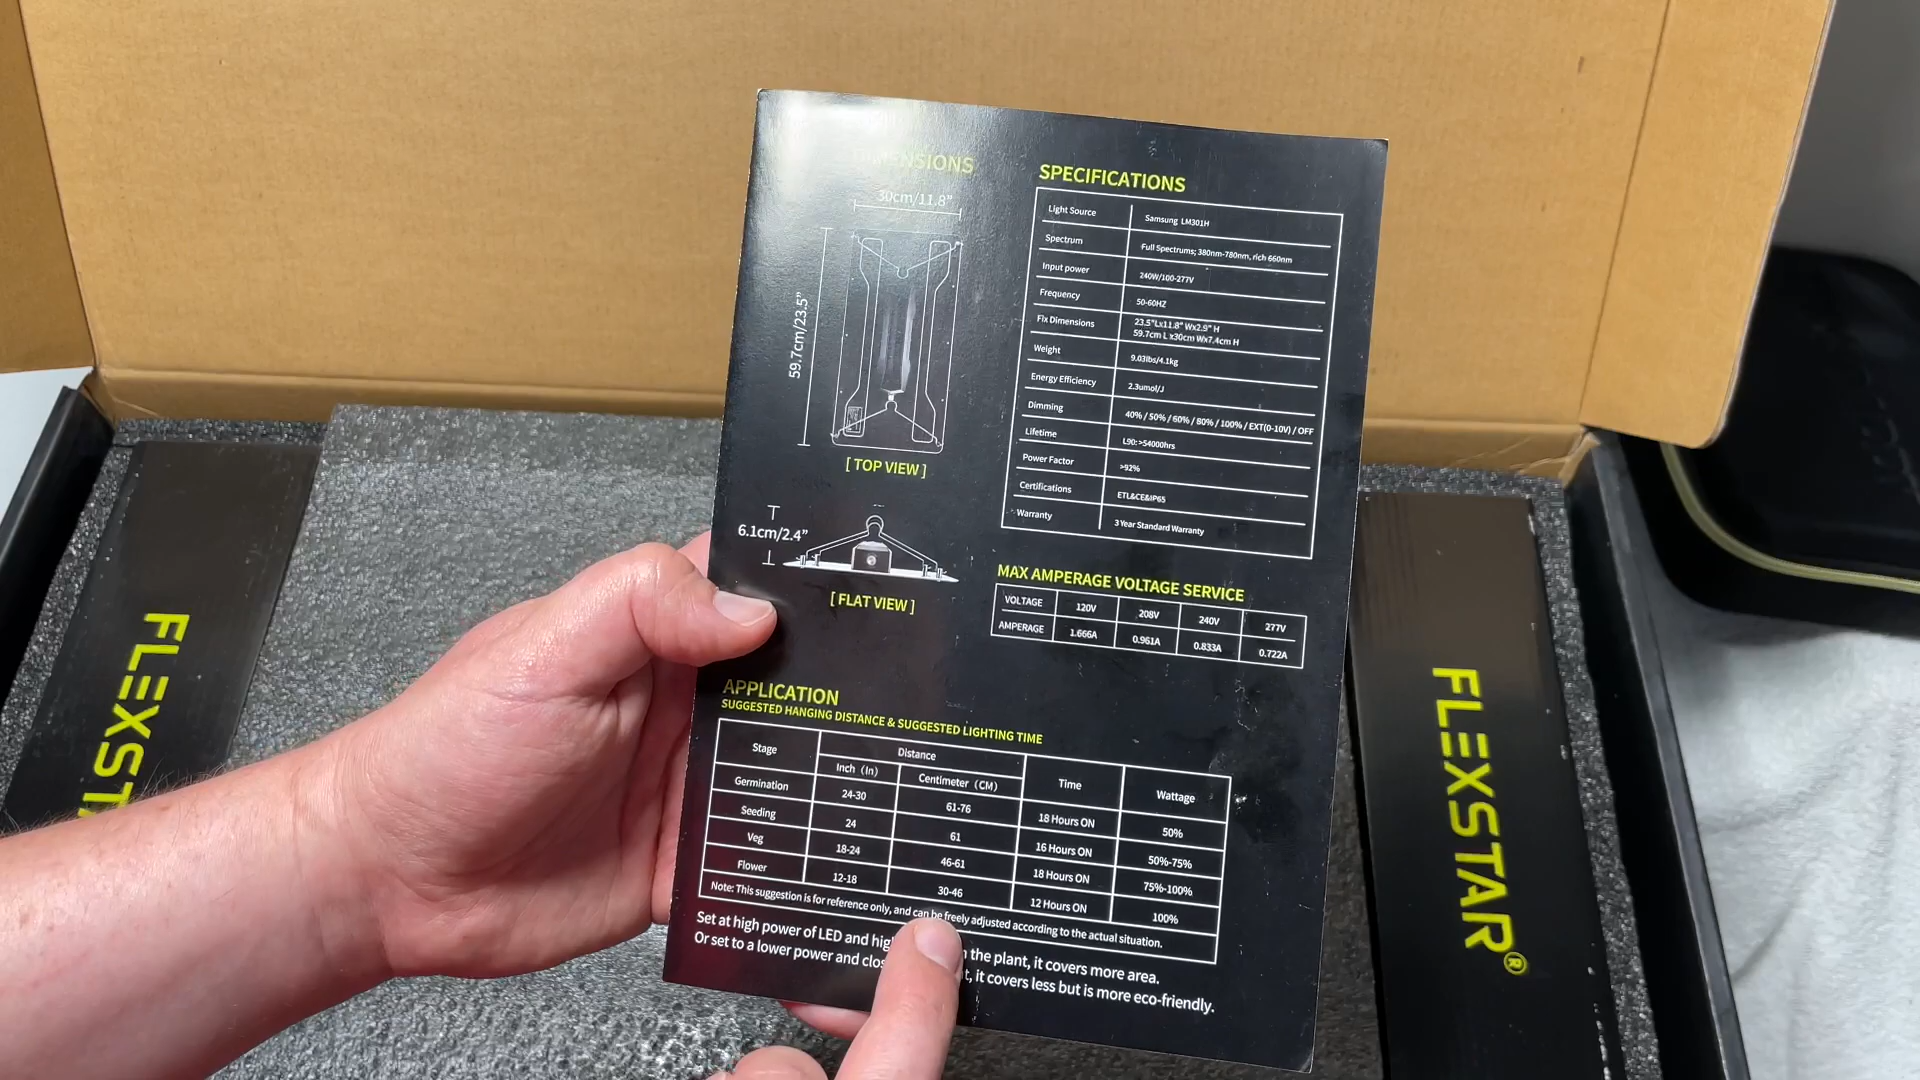 DIMENSIONS
30cm/11.8”
59.7cm/23.5”
[ TOP VIEW ]
6.1cm/2.4”
[ FLAT VIEW ]
SPECIFICATIONS
Light Source Samsung LM301H
Spectrum Full Spectrums; 380nm-780nm, rich 660nm
Input power 240W/100-277V
Frequency 50-60HZ
Fix Dimensions 23.5"Lx11.8" Wx2.9" H
59.7cm L x30cm Wx7.4cm H
Weight 9.03lbs/4.1kg
Energy Efficiency 2.3umol/J
Dimming 40% / 50% / 60% / 80% / 100% / EXT(0-10V) / OFF
Lifetime L90: >54000hrs
Power Factor >92%
Certifications ETL&CE&IP65
Warranty 3 Year Standard Warranty
MAX AMPERAGE VOLTAGE SERVICE
VOLTAGE 120V 208V 240V 277V
AMPERAGE 1.666A 0.961A 0.833A 0.722A
APPLICATION
SUGGESTED HANGING DISTANCE & SUGGESTED LIGHTING TIME
Stage Distance Time Wattage
Inch (In) Centimeter (CM)
Germination 24-30 61-76 18 Hours ON 50%
Seeding 24 61 16 Hours ON 50%-75%
Veg 18-24 46-61 18 Hours ON 75%-100%
Flower 12-18 30-46 12 Hours ON 100%
Note: This suggestion is for reference only, and can be freely adjusted according to the actual situation.
Set at high power of LED and the plant, it covers more area.
Or set to a lower power and it covers less but is more eco-friendly.
FLEXSTAR
FLEXSTAR®